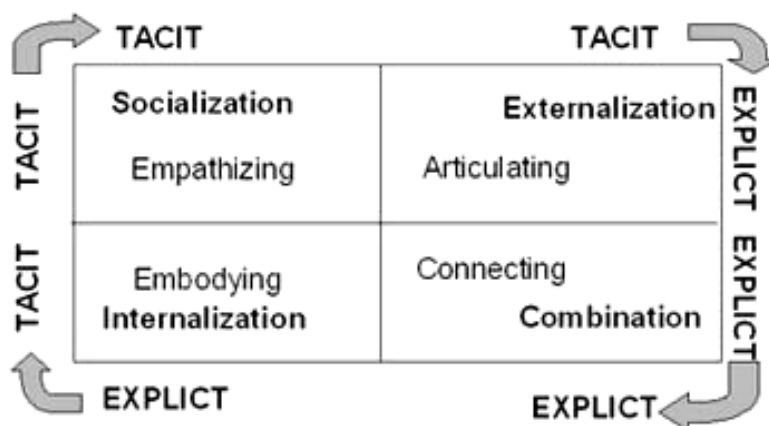 TACIT
TACIT
TACIT
Socialization
Externalization
EXPLICT
Empathizing
Articulating
TACIT
Embodying
Connecting
EXPLICT
Internalization
Combination
EXPLICT
EXPLICT